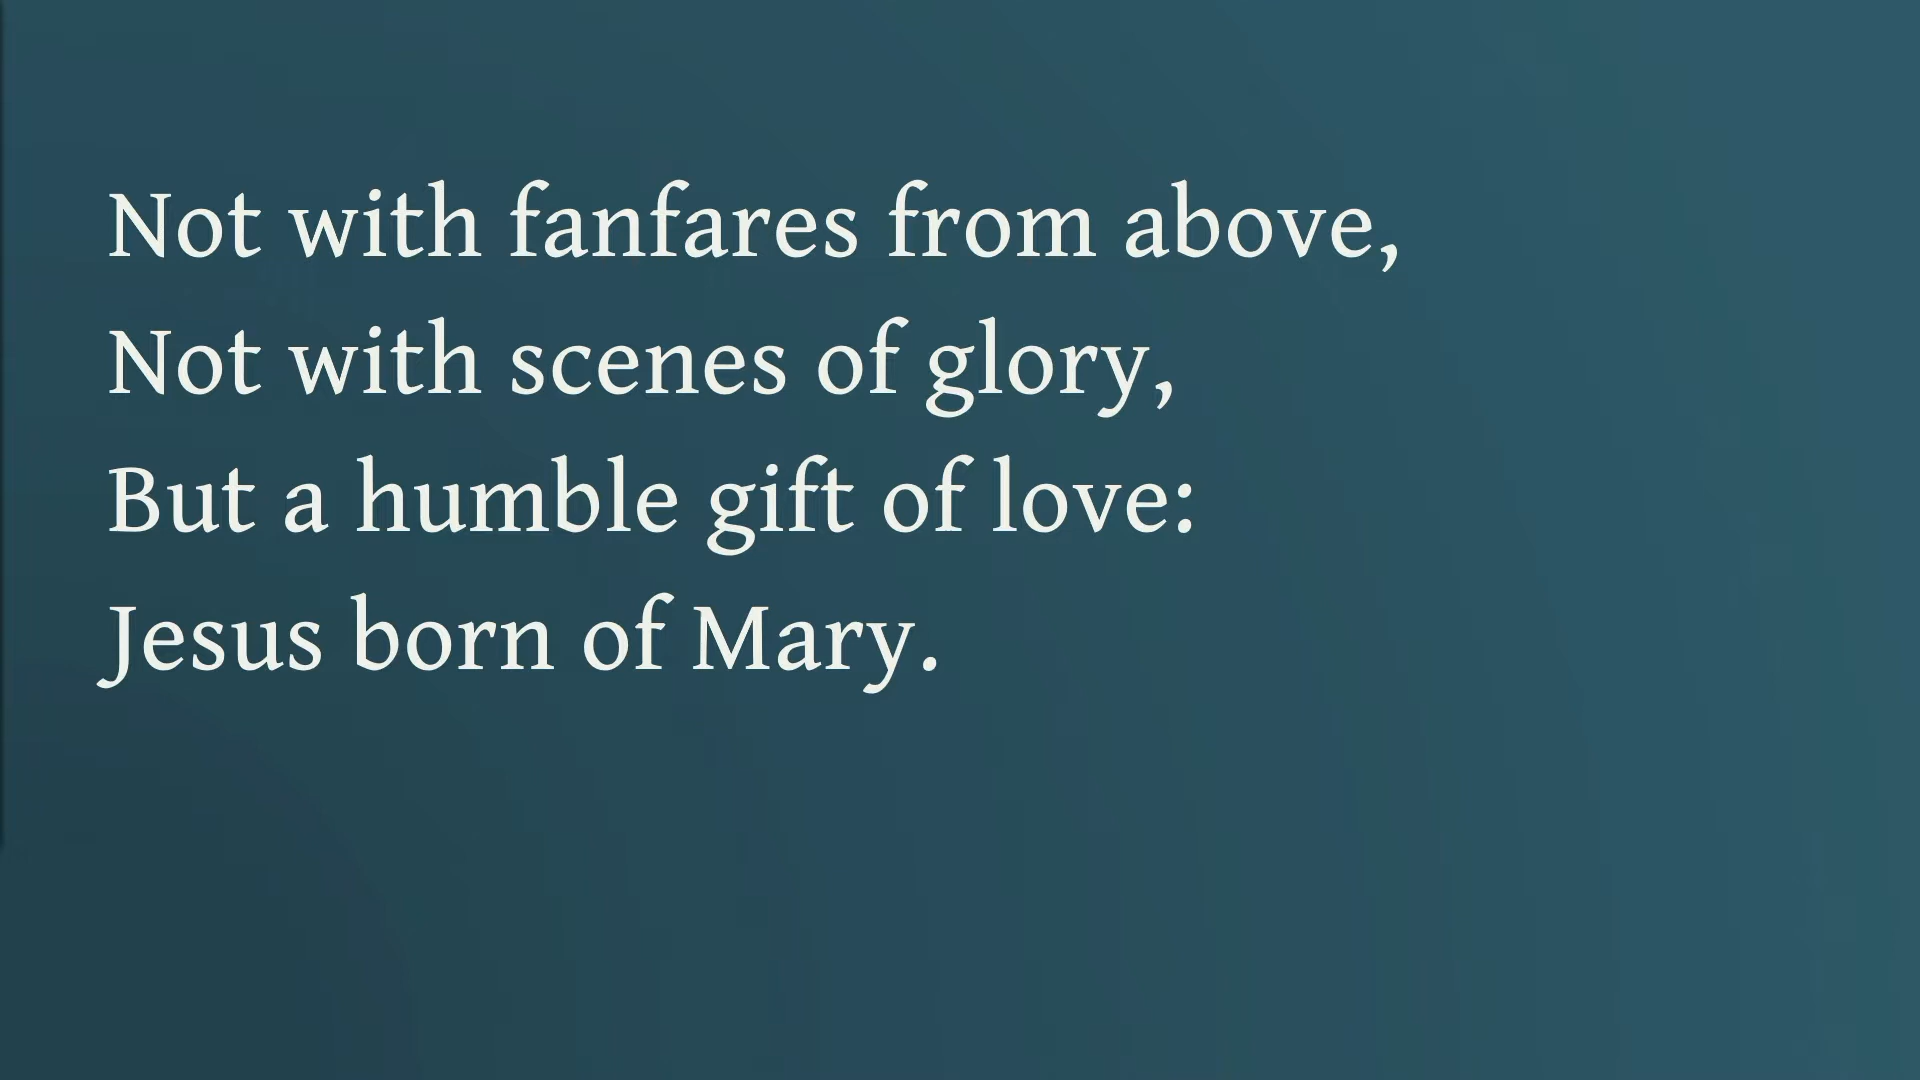 Not with fanfares from above,
Not with scenes of glory,
But a humble gift of love:
Jesus born of Mary.